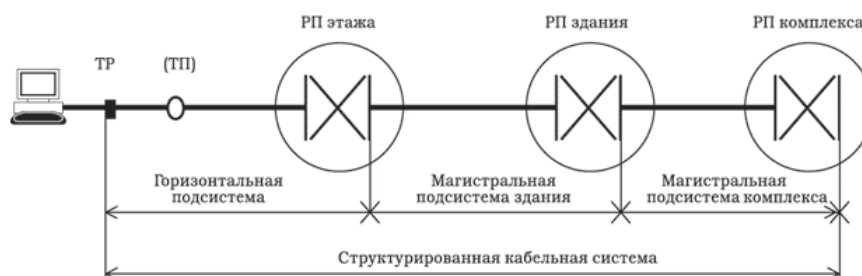 РП этажа
РП здания
РП комплекса
ТР
(ТП)
Горизонтальная
подсистема
Магистральная
подсистема здания
Магистральная
подсистема комплекса
Структурированная кабельная система